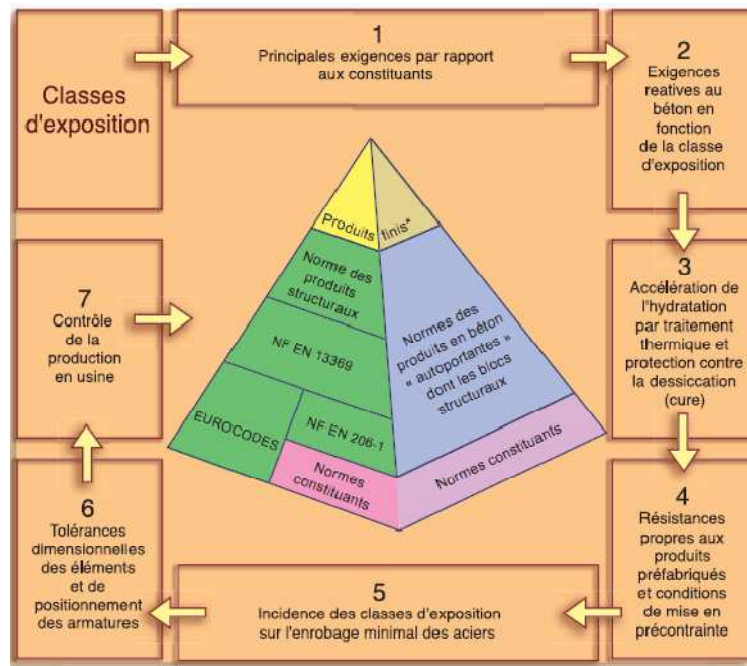 Classes
d'exposition
1
Principales exigences par rapport
aux constituants
2
Exigences
reatives au
béton en
fonction
de la classe
d'exposition
3
Accélération de
l'hydratation
par traitement
thermique et
protection contre
la dessiccation
(cure)
4
Résistances
propres aux
produits
préfabriqués
et conditions
de mise en
précontrainte
5
Incidence des classes d'exposition
sur l'enrobage minimal des aciers
6
Tolérances
dimensionnelles
des éléments
et de
positionnement
des armatures
7
Contrôle
de la
production
en usine
Produits
finis*
Norme des
produits
structuraux
NF EN 13369
EUROCODES
NF EN 206-1
Normes
constituants
Normes des
produits en béton
« autoportantes »
dont les blocs
structuraux
Normes constituants